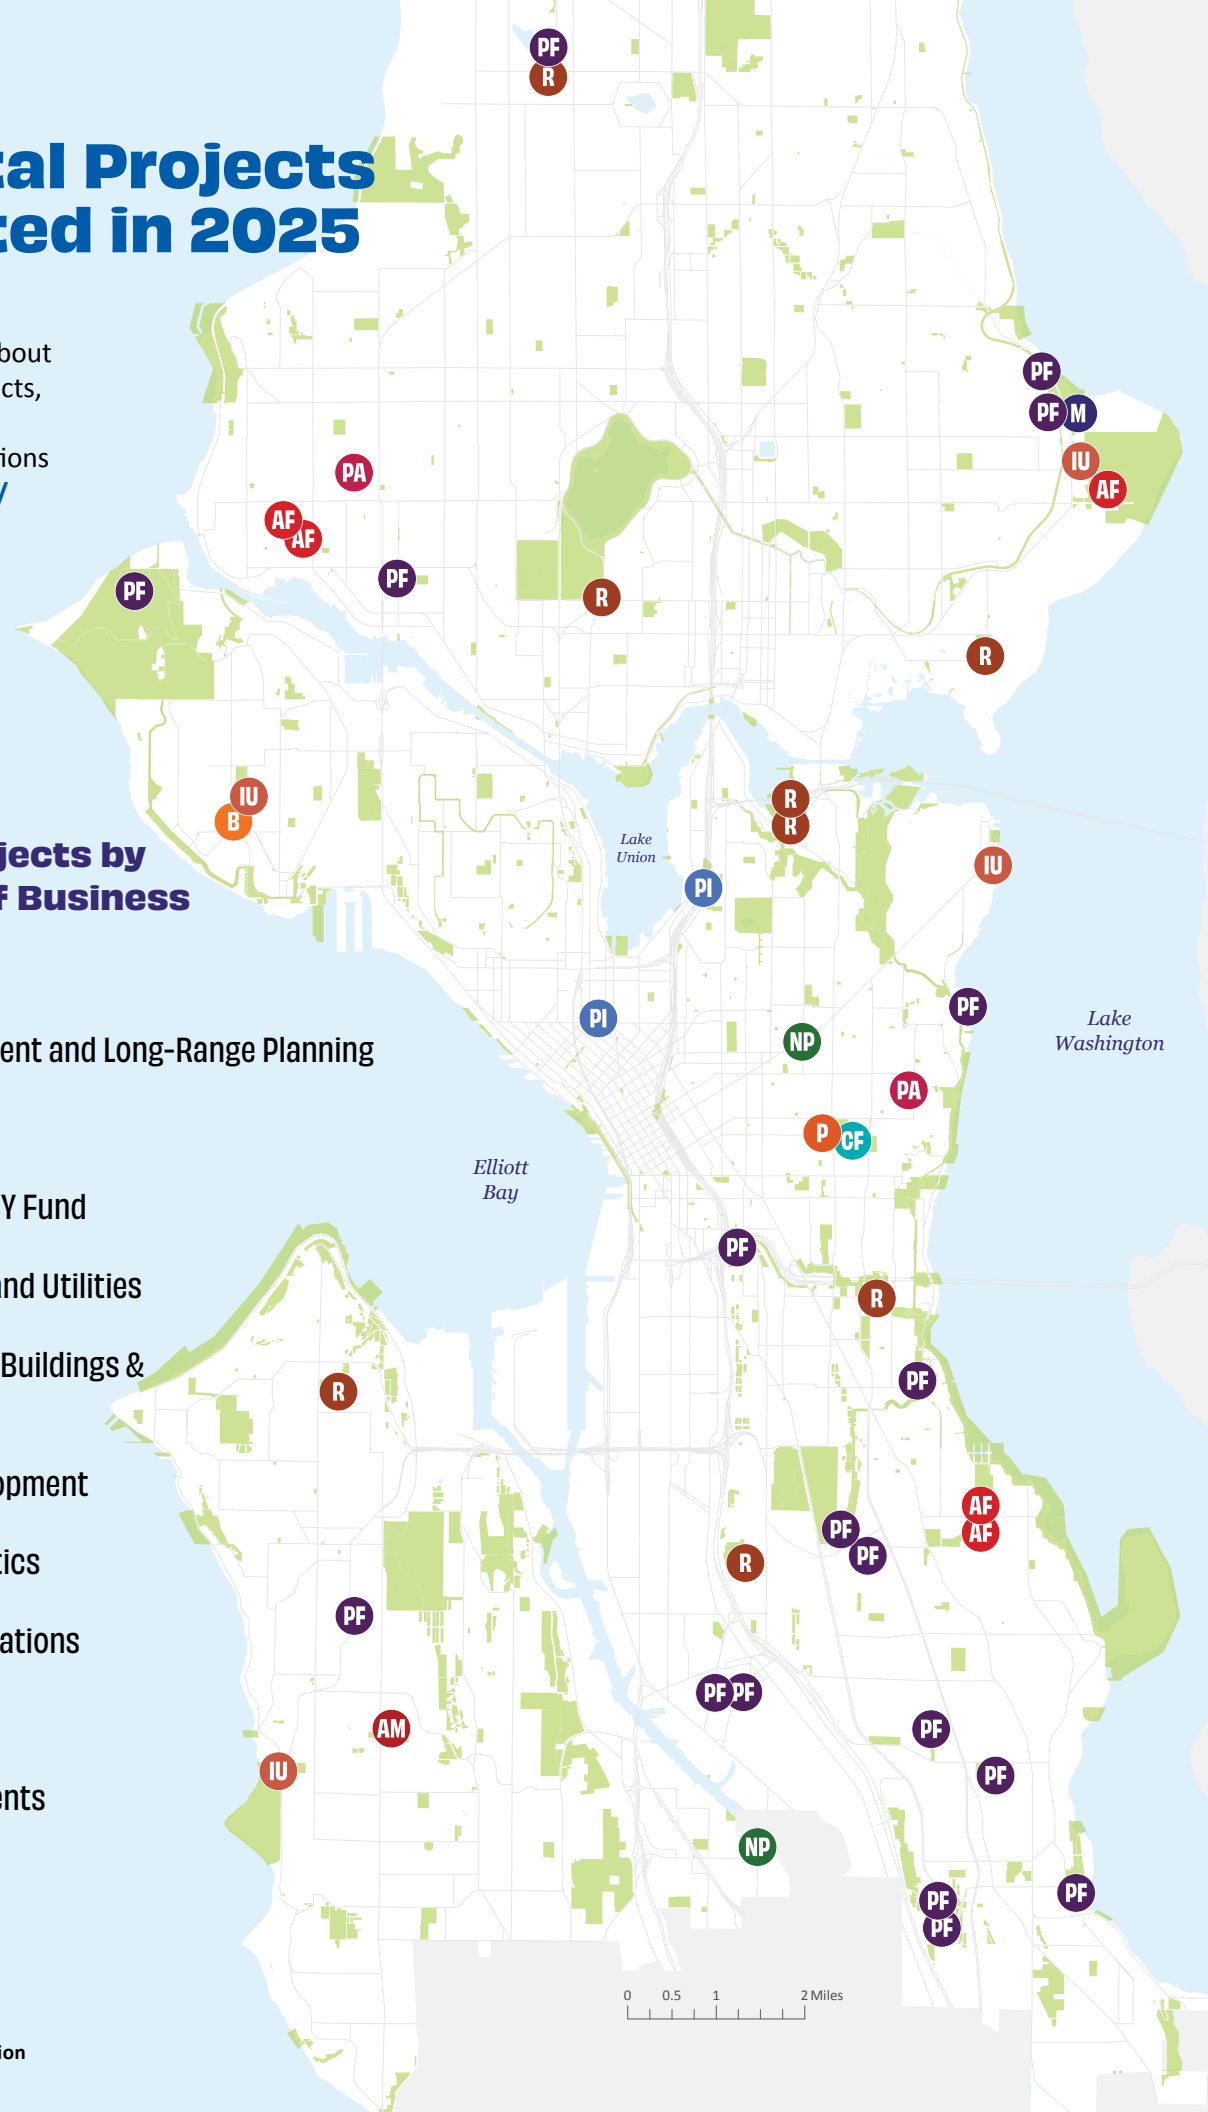 PF
R
tal Projects
ted in 2025
bout
cts,
PF
PF M
ions
/
IU
PA
AF
AF
AF
PF
PF
R
R
IU
B
R
R
Lake
Union
jects by
f Business
IU
PI
PF
PI
Lake
Washington
NP
ent and Long-Range Planning
PA
P CF
Elliott
Bay
Y Fund
PF
nd Utilities
R
Buildings &
PF
R
opment
AF
AF
PF
PF
R
tics
PF
ations
PF PF
AM
PF
IU
PF
ents
NP
PF
PF
PF
0 0.5 1 2 Miles
ion